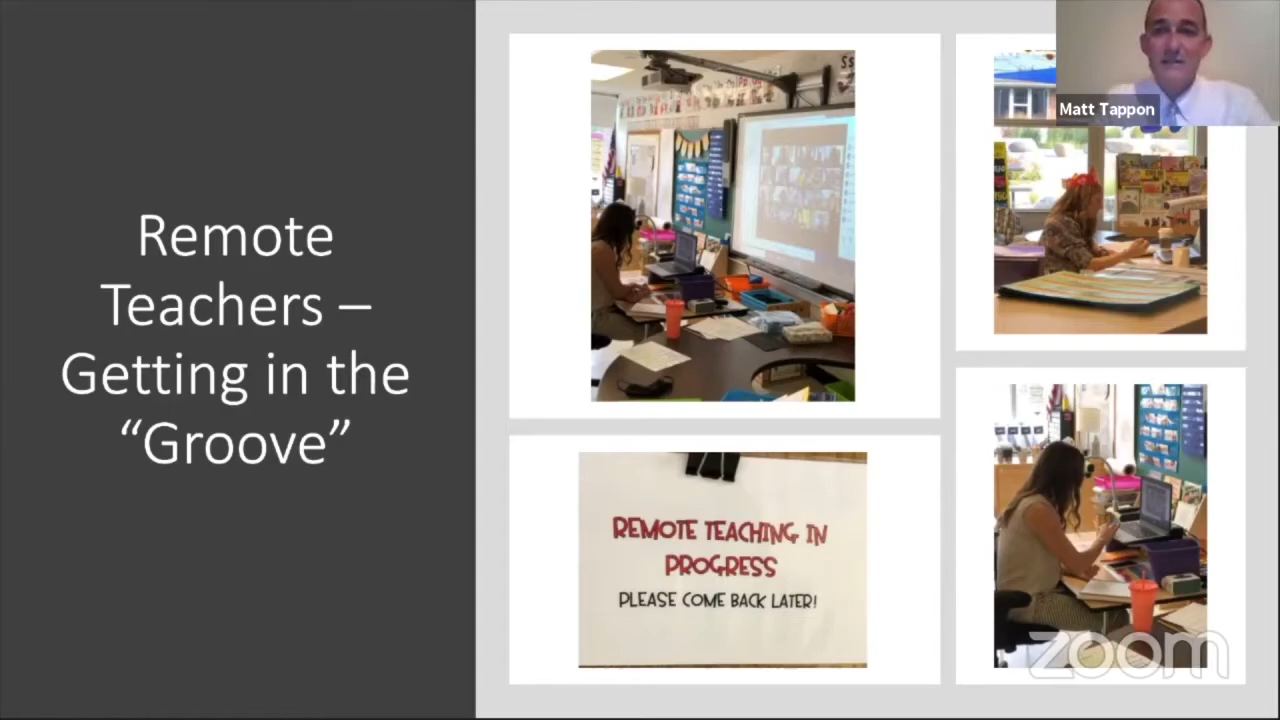 Remote
Teachers –
Getting in the
“Groove”
Matt Tappon
REMOTE TEACHING IN
PROGRESS
PLEASE COME BACK LATER!
zoom